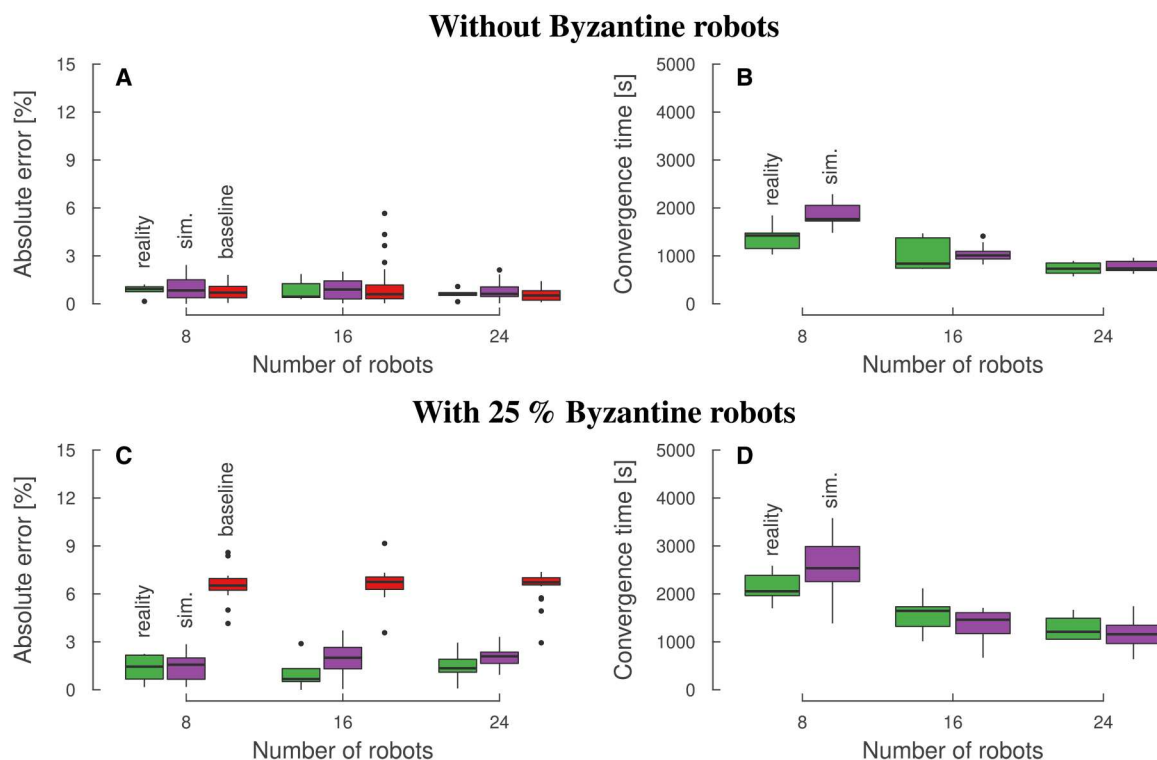 Without Byzantine robots
A
Absolute error [%]
15
12
9
6
3
0
reality
sim.
baseline
8
16
24
Number of robots
B
Convergence time [s]
5000
4000
3000
2000
1000
0
reality
sim.
8
16
24
Number of robots
With 25 % Byzantine robots
C
Absolute error [%]
15
12
9
6
3
0
reality
sim.
baseline
8
16
24
Number of robots
D
Convergence time [s]
5000
4000
3000
2000
1000
0
reality
sim.
8
16
24
Number of robots